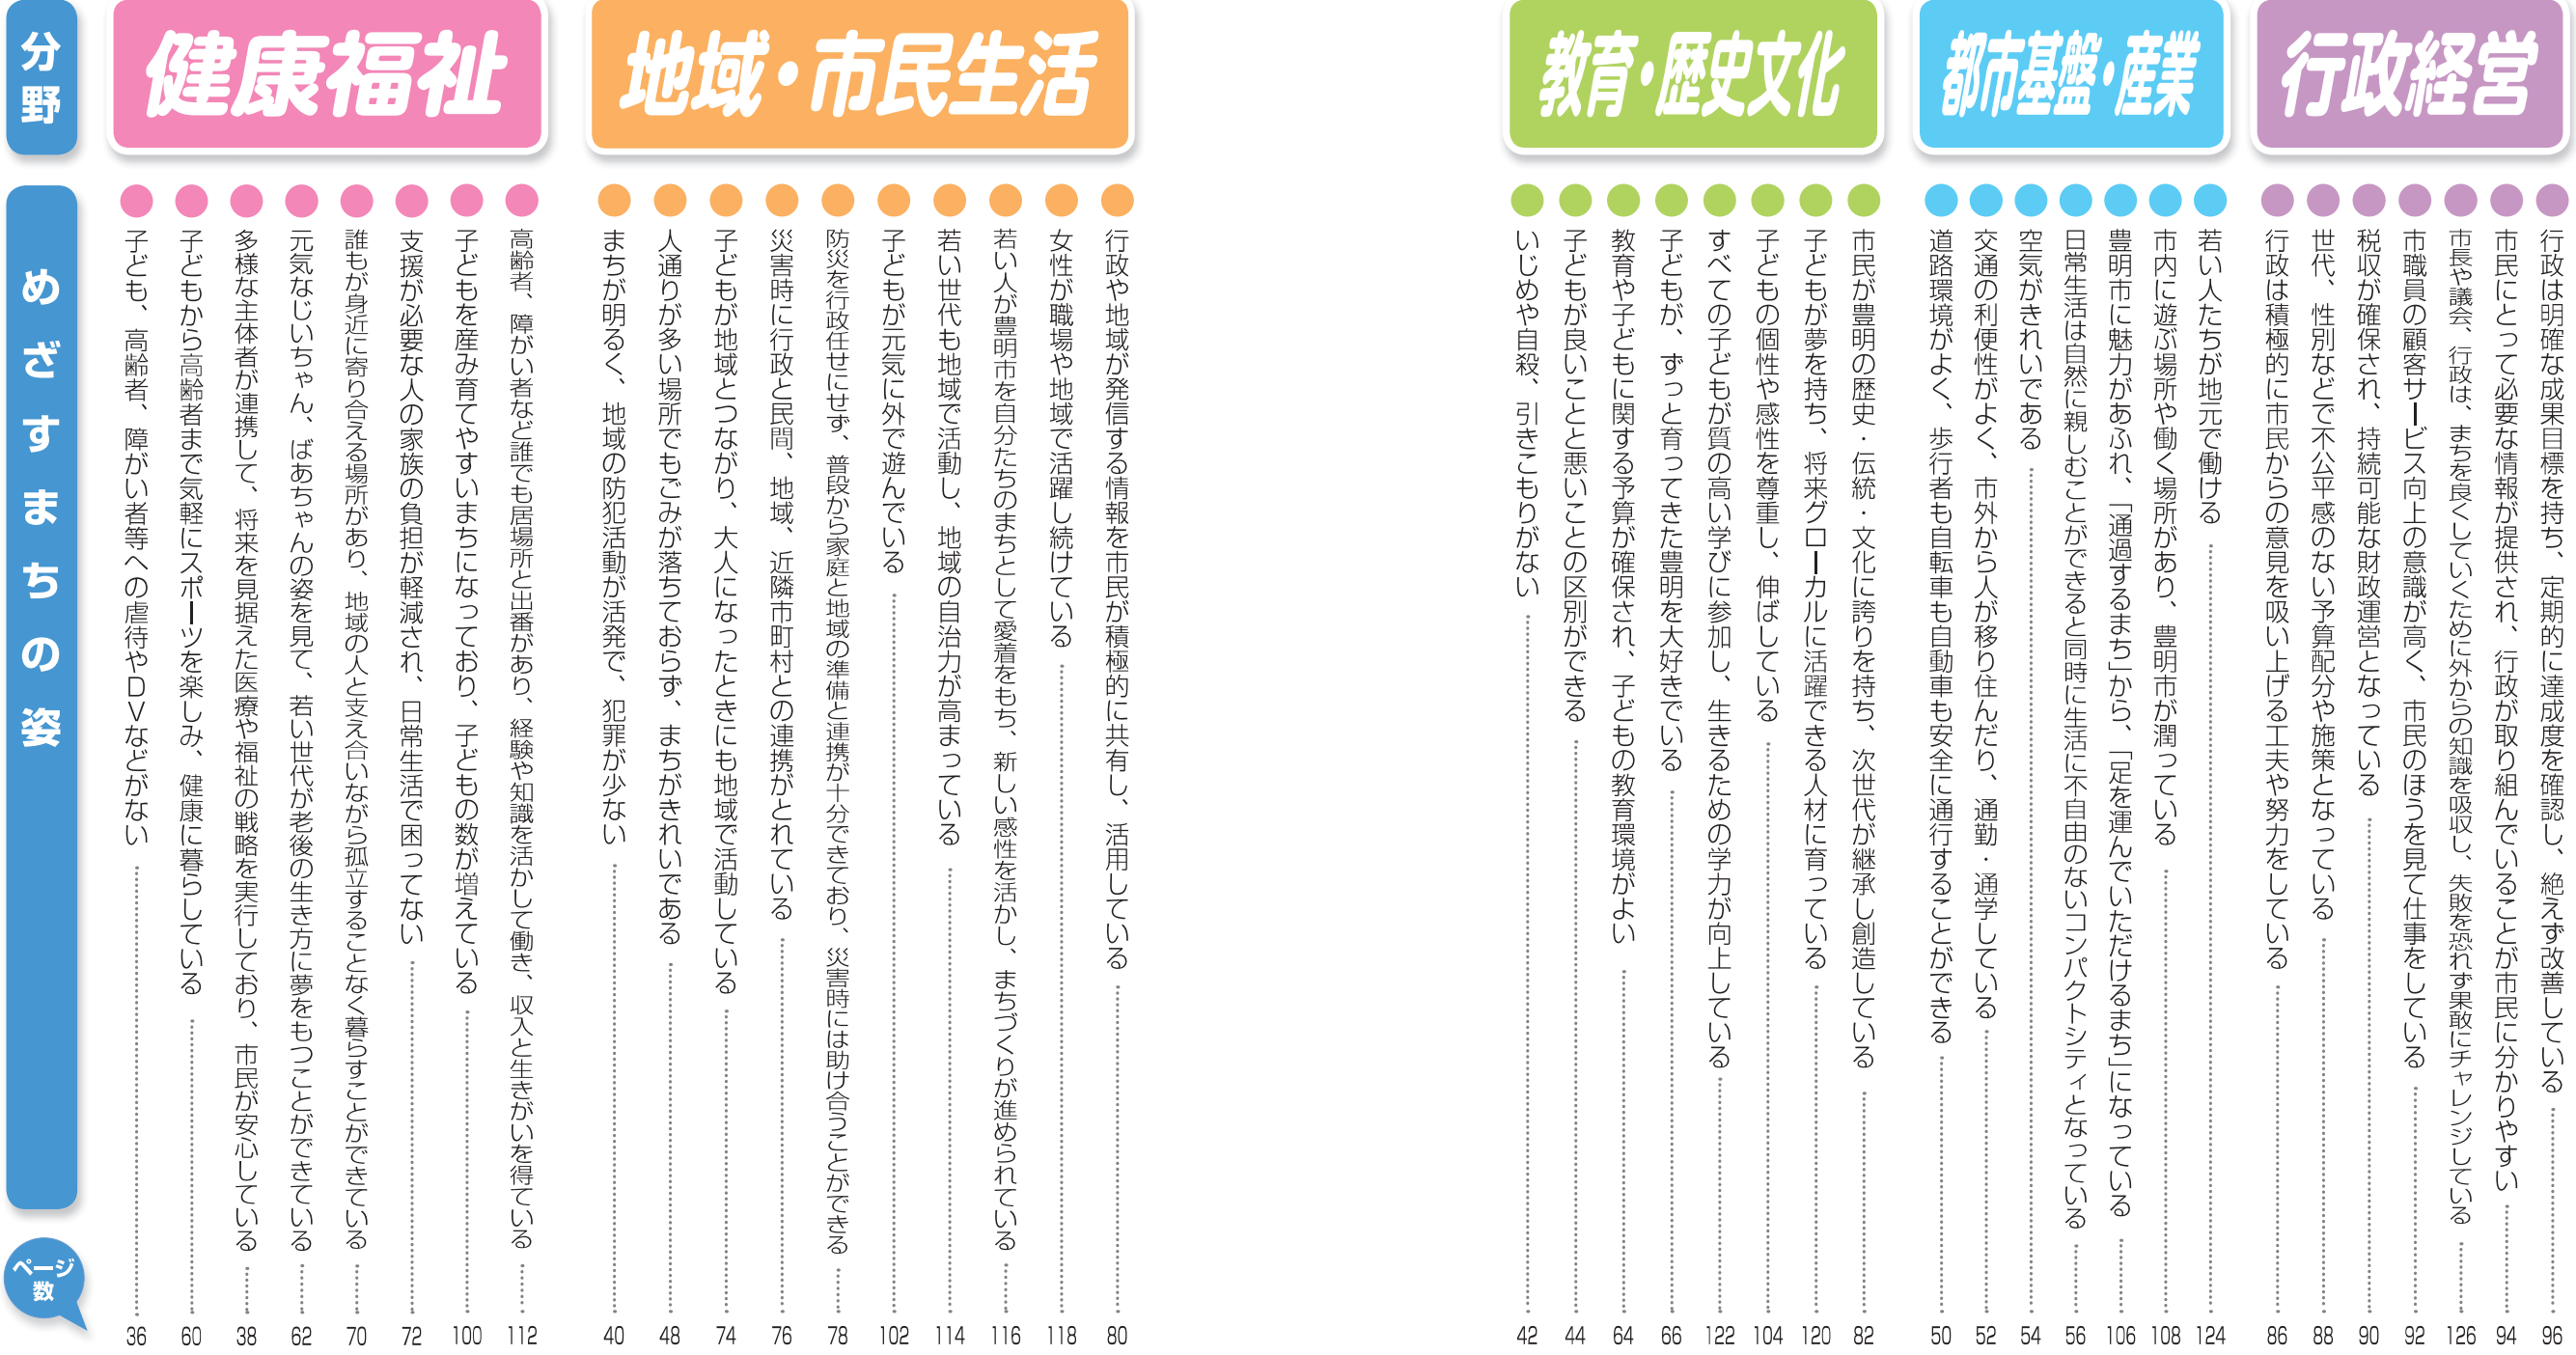 分野
めざすまちの姿
ページ数
健康福祉
子ども、高齢者、障がい者等への虐待やDVなどがない 36
子どもから高齢者まで気軽にスポーツを楽しみ、健康に暮らしている 60
多様な主体者が連携して、将来を見据えた医療や福祉の戦略を実行しており、市民が安心している 38
元気なじいちゃん、ばあちゃんの姿を見て、若い世代が老後の生き方に夢をもつことができている 62
誰もが身近に寄り合える場所があり、地域の人と支え合いながら孤立することなく暮らすことができている 70
支援が必要な人の家族の負担が軽減され、日常生活で困ってない 72
子どもを産み育てやすいまちになっており、子どもの数が増えている 100
高齢者、障がい者など誰でも居場所と出番があり、経験や知識を活かして働き、収入と生きがいを得ている 112
地域・市民生活
まちが明るく、地域の防犯活動が活発で、犯罪が少ない 40
人通りが多い場所でもごみが落ちておらず、まちがきれいである 48
子どもが地域とつながり、大人になったときにも地域で活動している 74
災害時に行政と民間、地域、近隣市町村との連携がとれている 76
防災を行政任せにせず、普段から家庭と地域の準備と連携が十分できており、災害時には助け合うことができる 78
子どもが元気に外で遊んでいる 102
若い世代も地域で活動し、地域の自治力が高まっている 114
若い人が豊明市を自分たちのまちとして愛着をもち、新しい感性を活かし、まちづくりが進められている 116
女性が職場や地域で活躍し続けている 118
行政や地域が発信する情報を市民が積極的に共有し、活用している 80
教育・歴史文化
いじめや自殺、引きこもりがない 42
子どもが良いことと悪いことの区別ができる 44
教育や子どもに関する予算が確保され、子どもの教育環境がよい 64
子どもが、ずっと育ってきた豊明を大好きでいる 66
すべての子どもが質の高い学びに参加し、生きるための学力が向上している 122
子どもの個性や感性を尊重し、伸ばしている 104
子どもが夢を持ち、将来グローカルに活躍できる人材に育っている 120
市民が豊明の歴史・伝統・文化に誇りを持ち、次世代が継承し創造している 82
都市基盤・産業
道路環境がよく、歩行者も自転車も自動車も安全に通行することができる 50
交通の利便性がよく、市外から人が移り住んだり、通勤・通学している 52
空気がきれいである 54
日常生活は自然に親しむことができると同時に生活に不自由のないコンパクトシティとなっている 56
豊明市に魅力があふれ、「通過するまち」から、「足を運んでいただけるまち」になっている 106
市内に遊ぶ場所や働く場所があり、豊明市が潤っている 108
若い人たちが地元で働ける 124
行政経営
行政は積極的に市民からの意見を吸い上げる工夫や努力をしている 86
世代、性別などで不公平感のない予算配分や施策となっている 88
税収が確保され、持続可能な財政運営となっている 90
市職員の顧客サービス向上の意識が高く、市民のほうを見て仕事をしている 92
市長や議会、行政は、まちを良くしていくために外からの知識を吸収し、失敗を恐れず果敢にチャレンジしている 126
市民にとって必要な情報が提供され、行政が取り組んでいることが市民に分かりやすい 94
行政は明確な成果目標を持ち、定期的に達成度を確認し、絶えず改善している 96